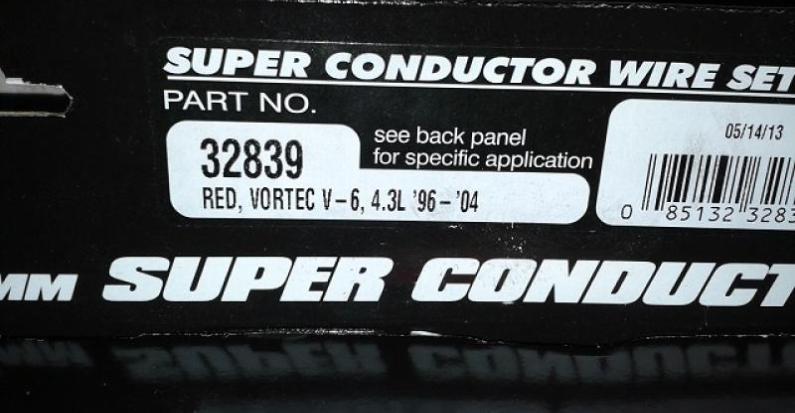 SUPER CONDUCTOR WIRE SET
PART NO.
32839
see back panel
for specific application
RED, VORTEC V-6, 4.3L '96-'04
05/14/13
0 85132 3283
MM SUPER CONDUCT